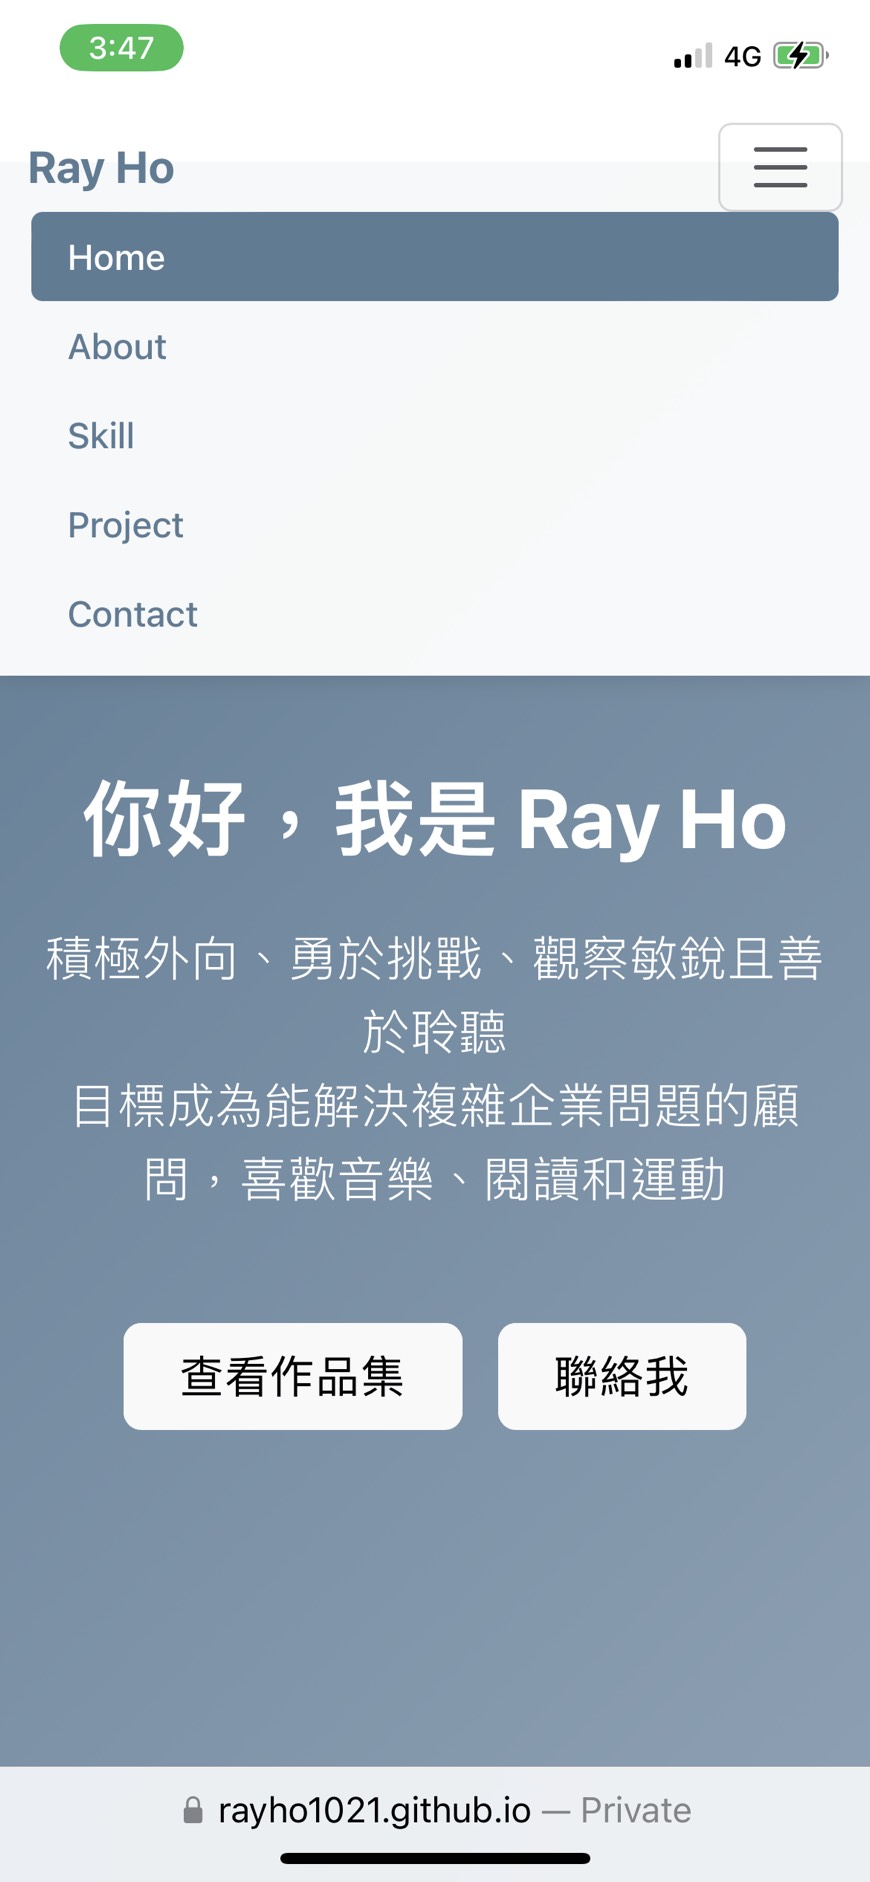 3:47
4G
Ray Ho
Home
About
Skill
Project
Contact
你好，我是 Ray Ho
積極外向、勇於挑戰、觀察敏銳且善
於聆聽
目標成為能解決複雜企業問題的顧
問，喜歡音樂、閱讀和運動
查看作品集
聯絡我
rayho1021.github.io — Private